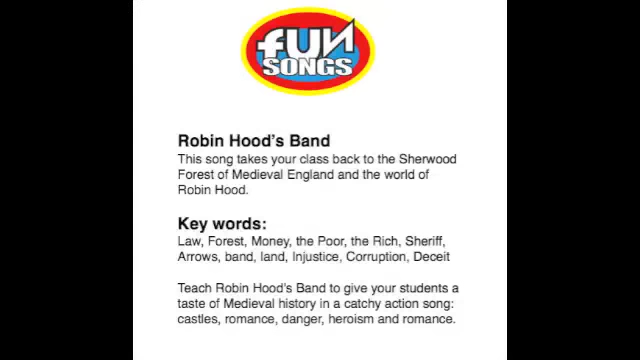 fun
SONGS
Robin Hood's Band
This song takes your class back to the Sherwood
Forest of Medieval England and the world of
Robin Hood.
Key words:
Law, Forest, Money, the Poor, the Rich, Sheriff,
Arrows, band, land, Injustice, Corruption, Deceit
Teach Robin Hood's Band to give your students a
taste of Medieval history in a catchy action song:
castles, romance, danger, heroism and romance.